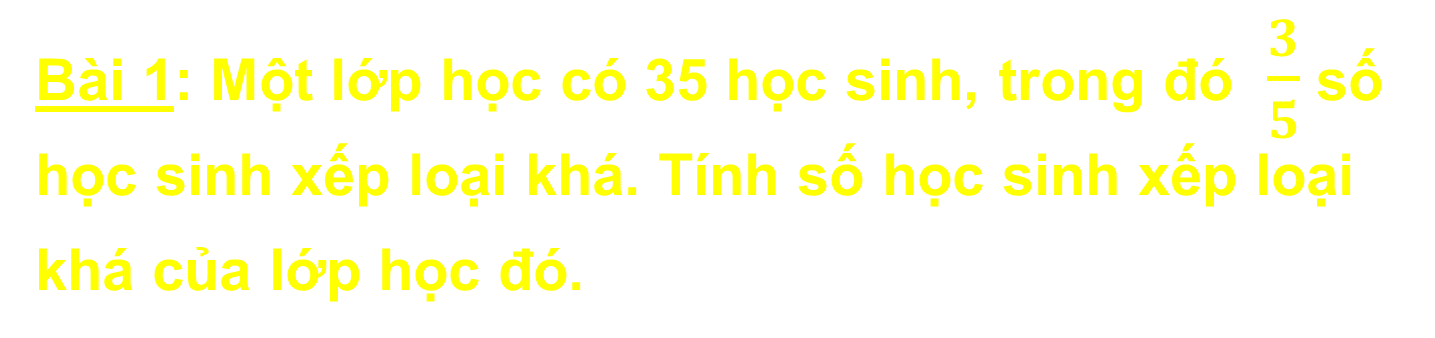 Bài 1: Một lớp học có 35 học sinh, trong đó 3/5 số
học sinh xếp loại khá. Tính số học sinh xếp loại
khá của lớp học đó.